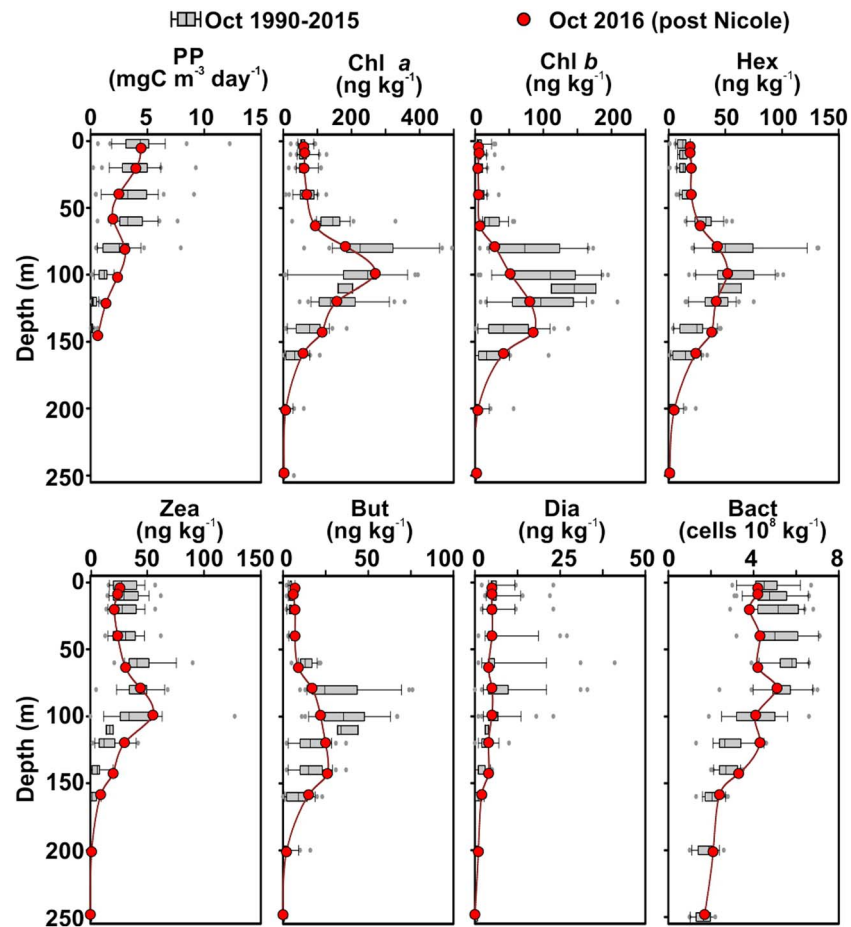 Oct 1990-2015
Oct 2016 (post Nicole)
PP
(mgC m⁻³ day⁻¹)
Chl a
(ng kg⁻¹)
Chl b
(ng kg⁻¹)
Hex
(ng kg⁻¹)
0 5 10 15
0 200 400
0 100 200
0 50 100 150
Depth (m)
0
50
100
150
200
250
Zea
(ng kg⁻¹)
But
(ng kg⁻¹)
Dia
(ng kg⁻¹)
Bact
(cells 10⁸ kg⁻¹)
0 50 100 150
0 50 100
0 25 50
0 2 4 6 8
Depth (m)
0
50
100
150
200
250